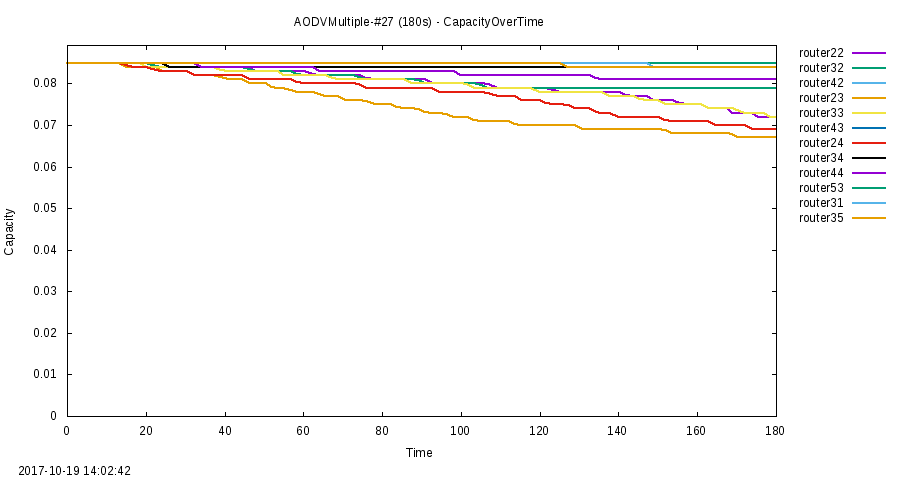 AODVMultiple-#27 (180s) - CapacityOverTime
router22
router32
router42
router23
router33
router43
router24
router34
router44
router53
router31
router35
0.08
0.07
0.06
0.05
0.04
0.03
0.02
0.01
0
Capacity
0 20 40 60 80 100 120 140 160 180
Time
2017-10-19 14:02:42